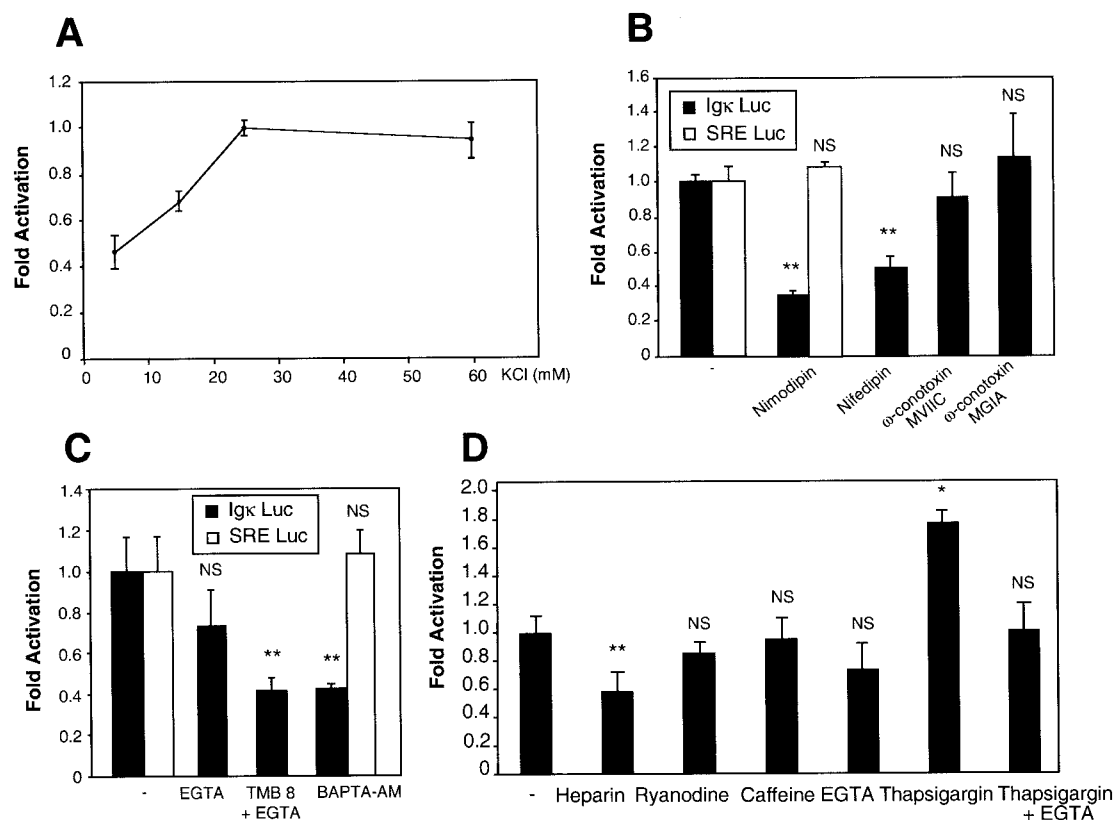 A
Fold Activation
1.2
1.0
0.8
0.6
0.4
0.2
0
0 10 20 30 40 50 60 KCl (mM)
B
Fold Activation
1.6
1.4
1.2
1.0
0.8
0.6
0.4
0.2
0
Igκ Luc
SRE Luc
**
NS
**
NS
NS
-
Nimodipin
Nifedipin
ω-conotoxin
MVIIC
ω-conotoxin
MGIA
C
Fold Activation
1.4
1.2
1.0
0.8
0.6
0.4
0.2
0
Igκ Luc
SRE Luc
NS
**
**
NS
-
EGTA
TMB 8
+ EGTA
BAPTA-AM
D
Fold Activation
2.0
1.8
1.6
1.4
1.2
1.0
0.8
0.6
0.4
0.2
0
**
NS
NS
NS
*
NS
-
Heparin
Ryanodine
Caffeine
EGTA
Thapsigargin
Thapsigargin
+ EGTA